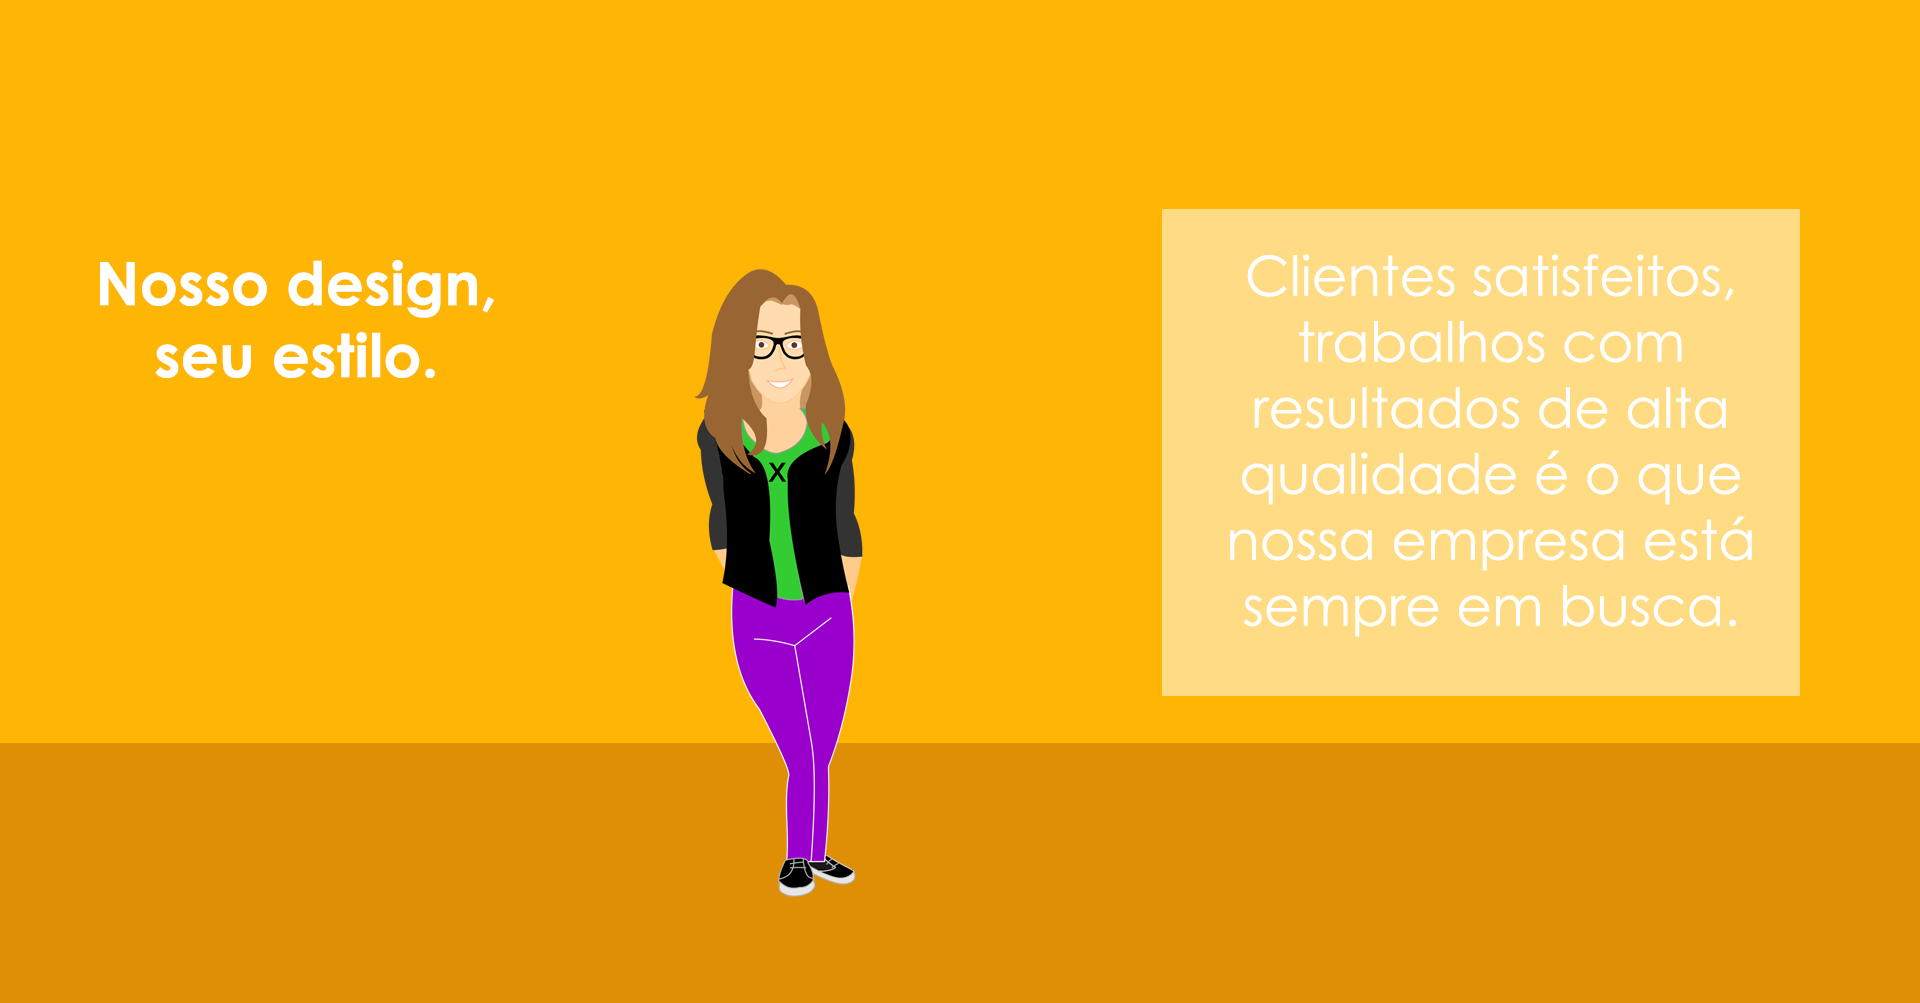 Nosso design,
seu estilo.
X
Clientes satisfeitos,
trabalhos com
resultados de alta
qualidade é o que
nossa empresa está
sempre em busca.